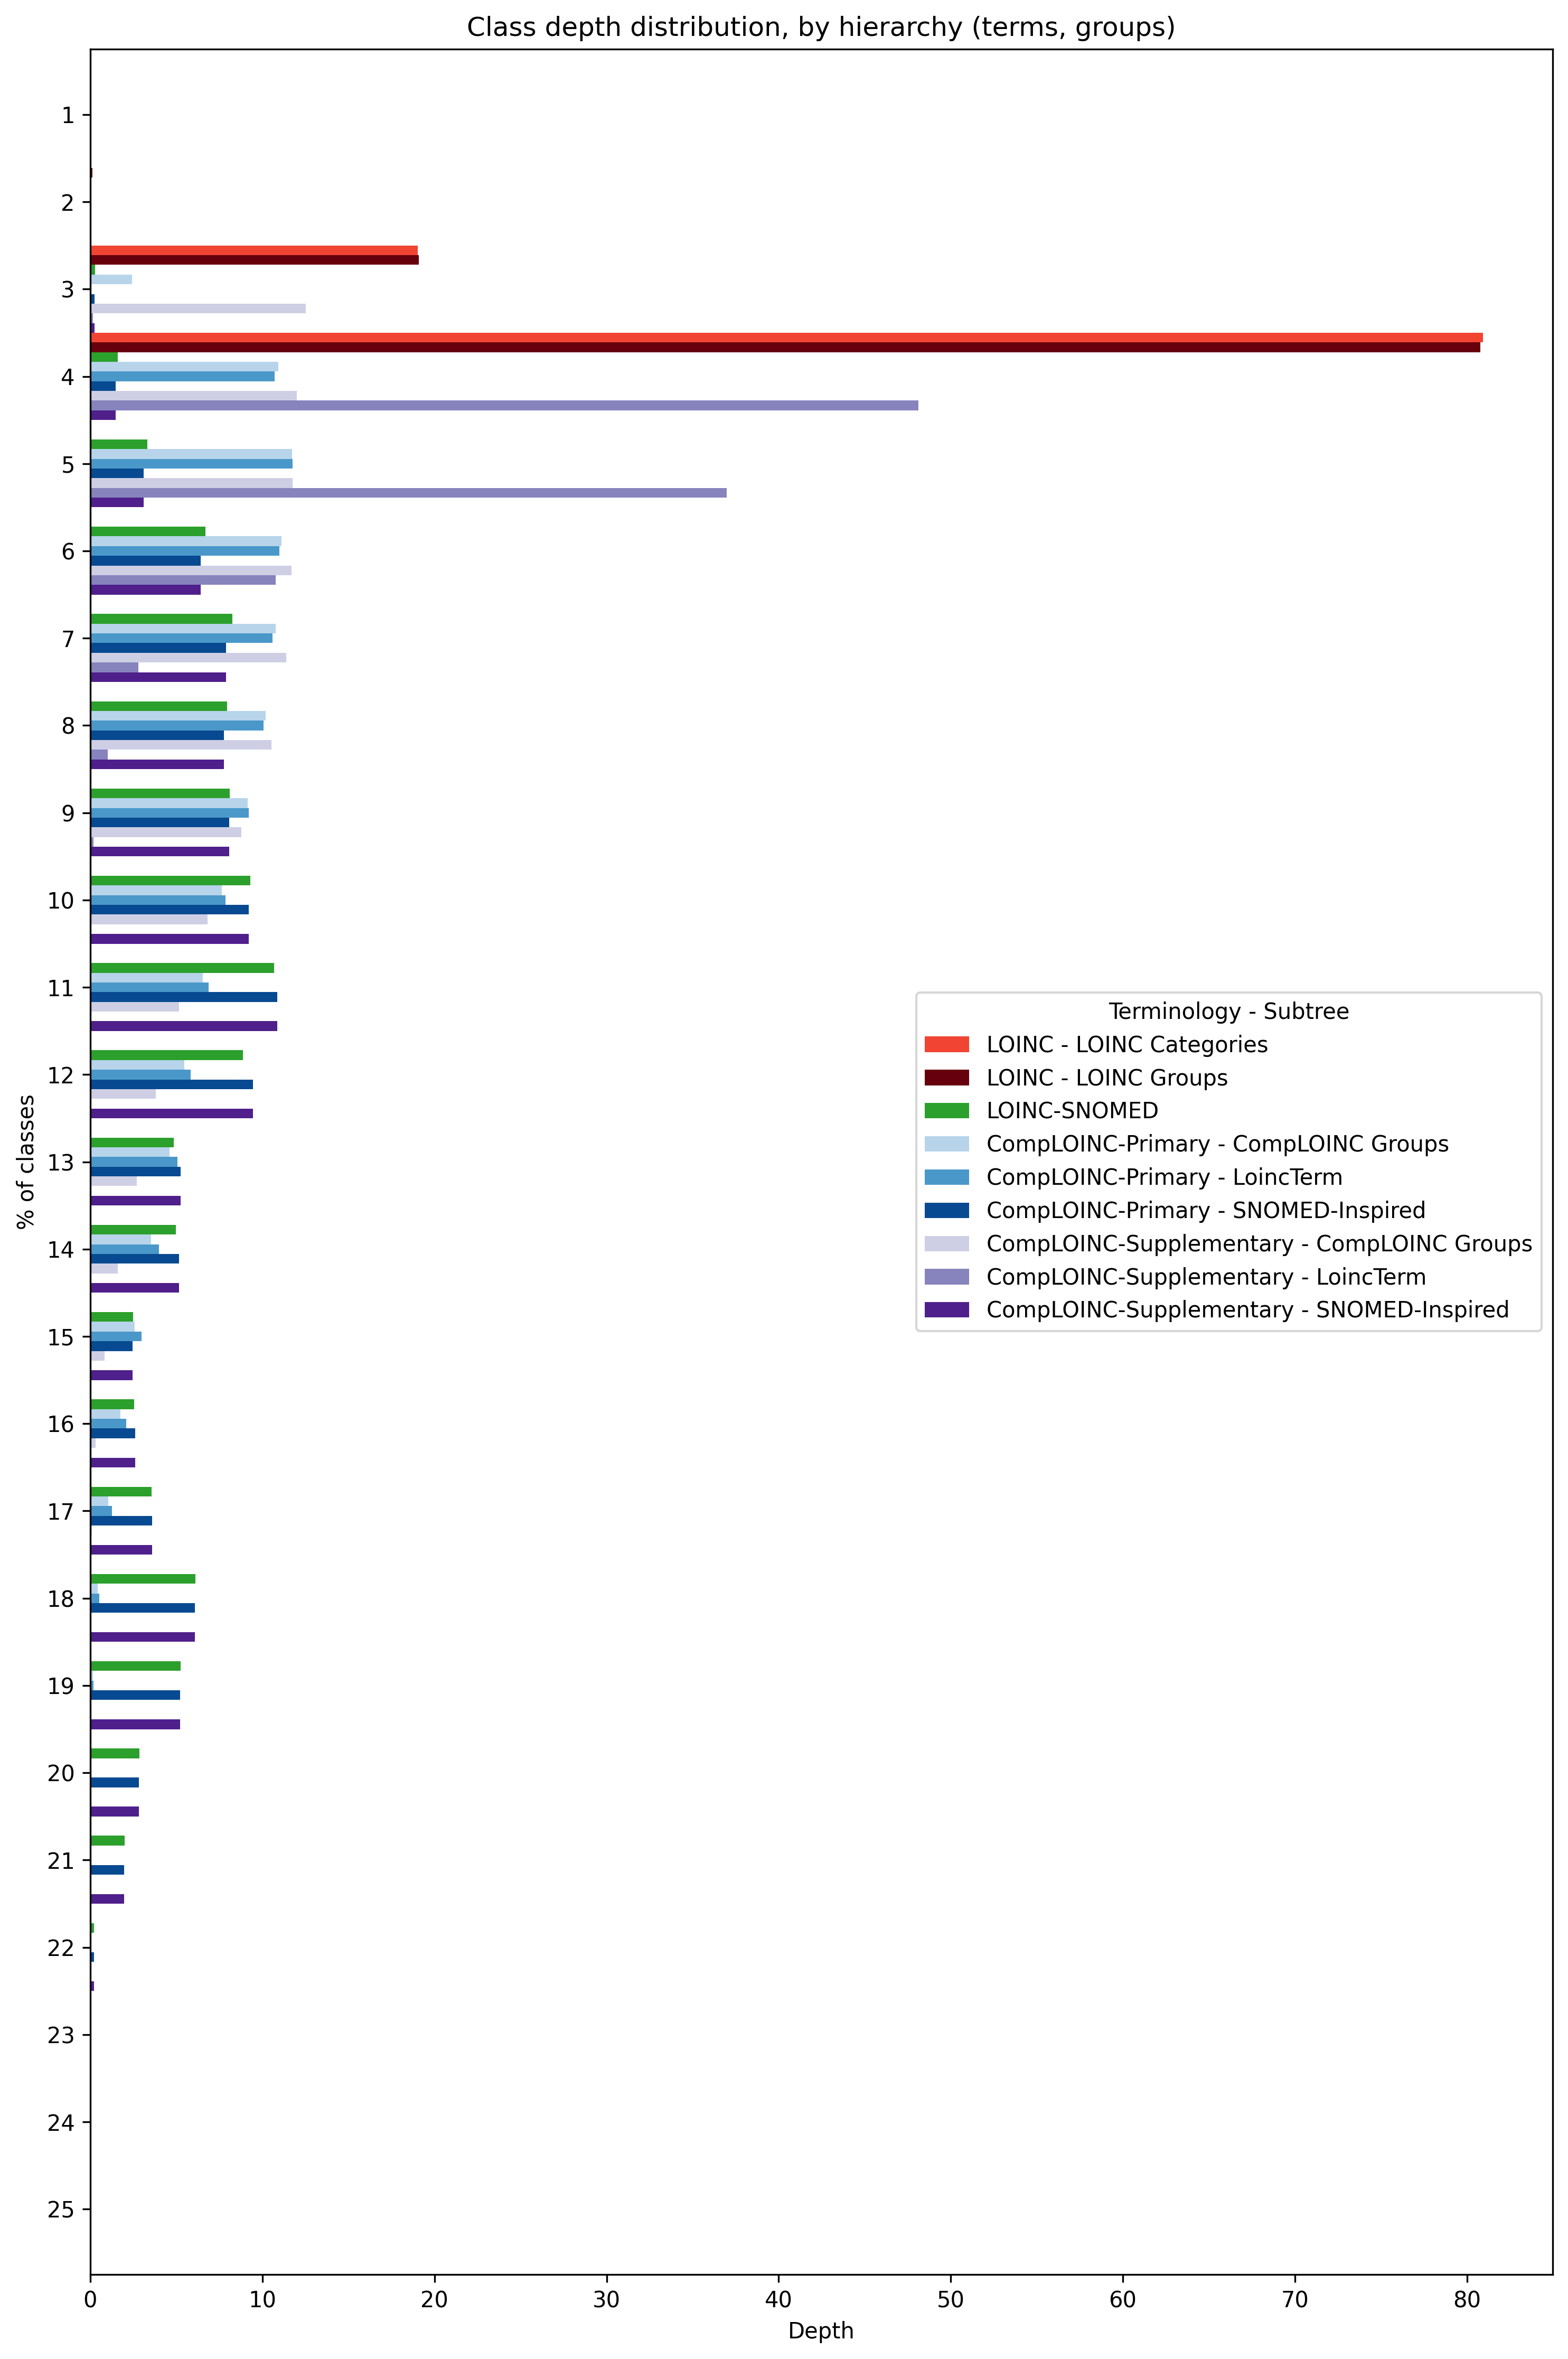 Class depth distribution, by hierarchy (terms, groups)
% of classes
1
2
3
4
5
6
7
8
9
10
11
12
13
14
15
16
17
18
19
20
21
22
23
24
25
Terminology - Subtree
LOINC - LOINC Categories
LOINC - LOINC Groups
LOINC-SNOMED
CompLOINC-Primary - CompLOINC Groups
CompLOINC-Primary - LoincTerm
CompLOINC-Primary - SNOMED-Inspired
CompLOINC-Supplementary - CompLOINC Groups
CompLOINC-Supplementary - LoincTerm
CompLOINC-Supplementary - SNOMED-Inspired
0 10 20 30 40 50 60 70 80
Depth